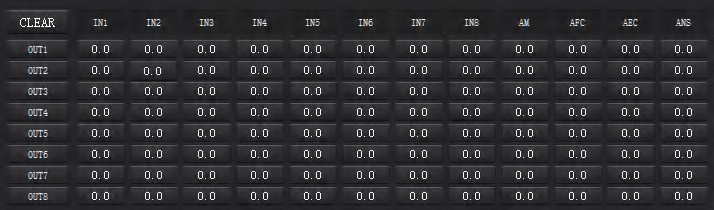 CLEAR IN1 IN2 IN3 IN4 IN5 IN6 IN7 IN8 AM AFC AEC ANS
OUT1 0.0 0.0 0.0 0.0 0.0 0.0 0.0 0.0 0.0 0.0 0.0 0.0
OUT2 0.0 0.0 0.0 0.0 0.0 0.0 0.0 0.0 0.0 0.0 0.0 0.0
OUT3 0.0 0.0 0.0 0.0 0.0 0.0 0.0 0.0 0.0 0.0 0.0 0.0
OUT4 0.0 0.0 0.0 0.0 0.0 0.0 0.0 0.0 0.0 0.0 0.0 0.0
OUT5 0.0 0.0 0.0 0.0 0.0 0.0 0.0 0.0 0.0 0.0 0.0 0.0
OUT6 0.0 0.0 0.0 0.0 0.0 0.0 0.0 0.0 0.0 0.0 0.0 0.0
OUT7 0.0 0.0 0.0 0.0 0.0 0.0 0.0 0.0 0.0 0.0 0.0 0.0
OUT8 0.0 0.0 0.0 0.0 0.0 0.0 0.0 0.0 0.0 0.0 0.0 0.0